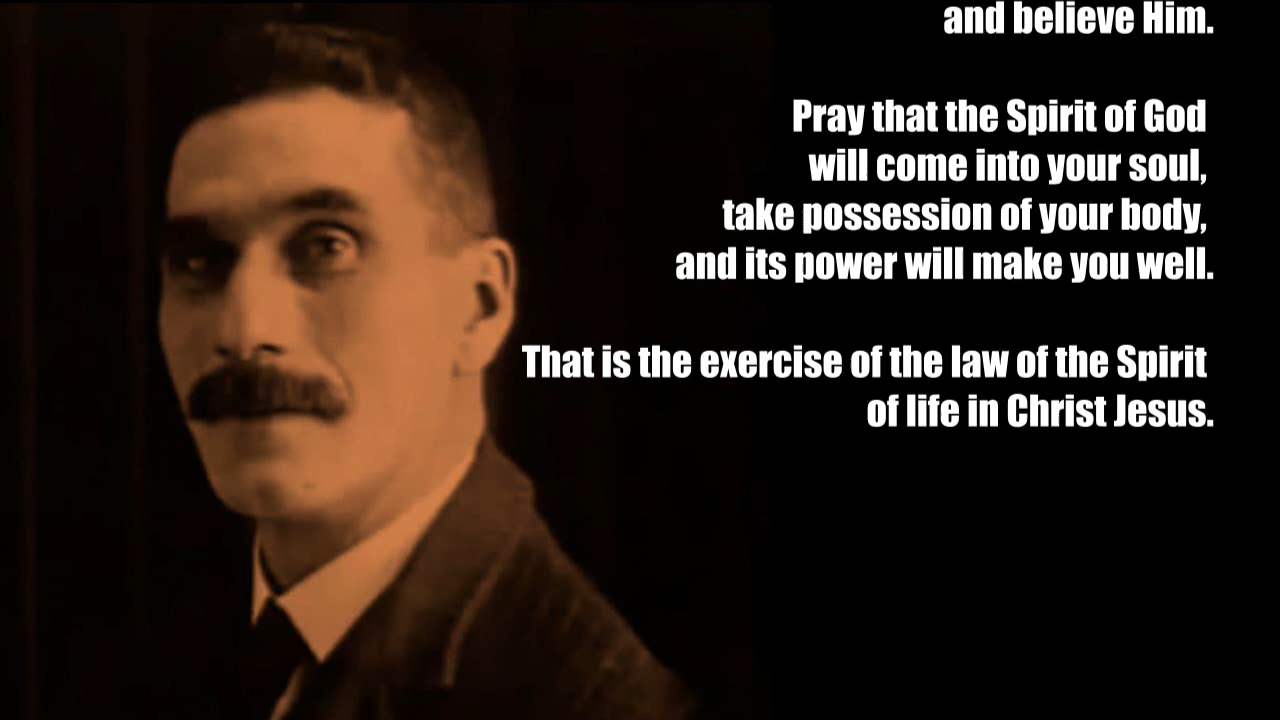 and believe Him.
Pray that the Spirit of God
will come into your soul,
take possession of your body,
and its power will make you well.
That is the exercise of the law of the Spirit
of life in Christ Jesus.